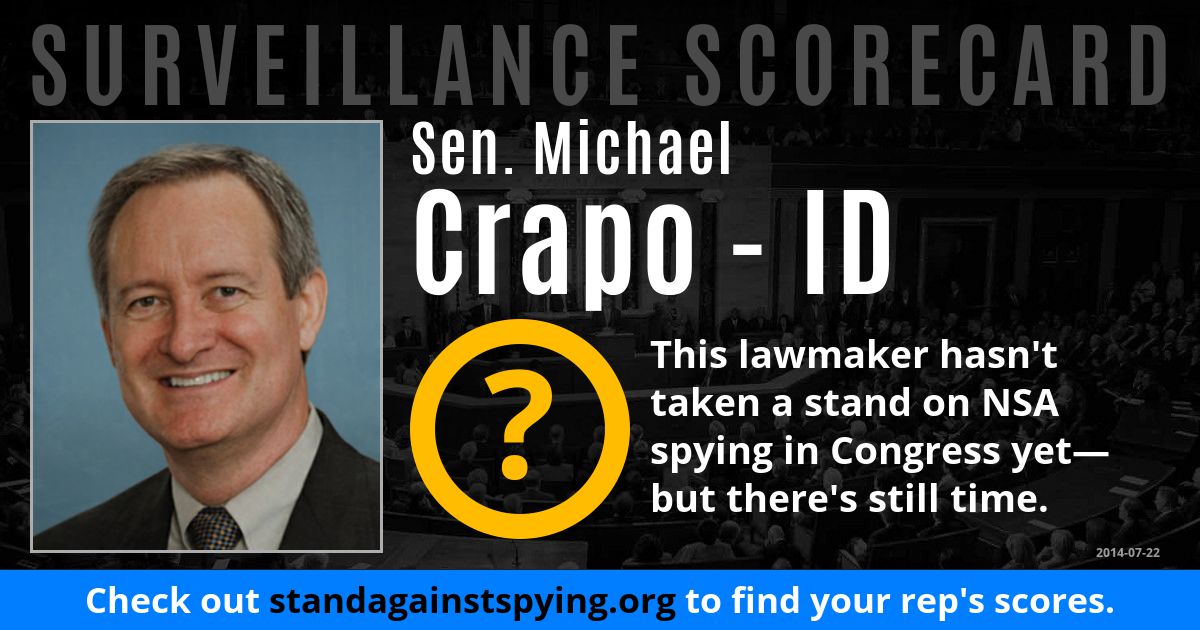 SURVEILLANCE SCORECARD
Sen. Michael
Crapo - ID
?
This lawmaker hasn't
taken a stand on NSA
spying in Congress yet—
but there's still time.
2014-07-22
Check out standagainstspying.org to find your rep's scores.